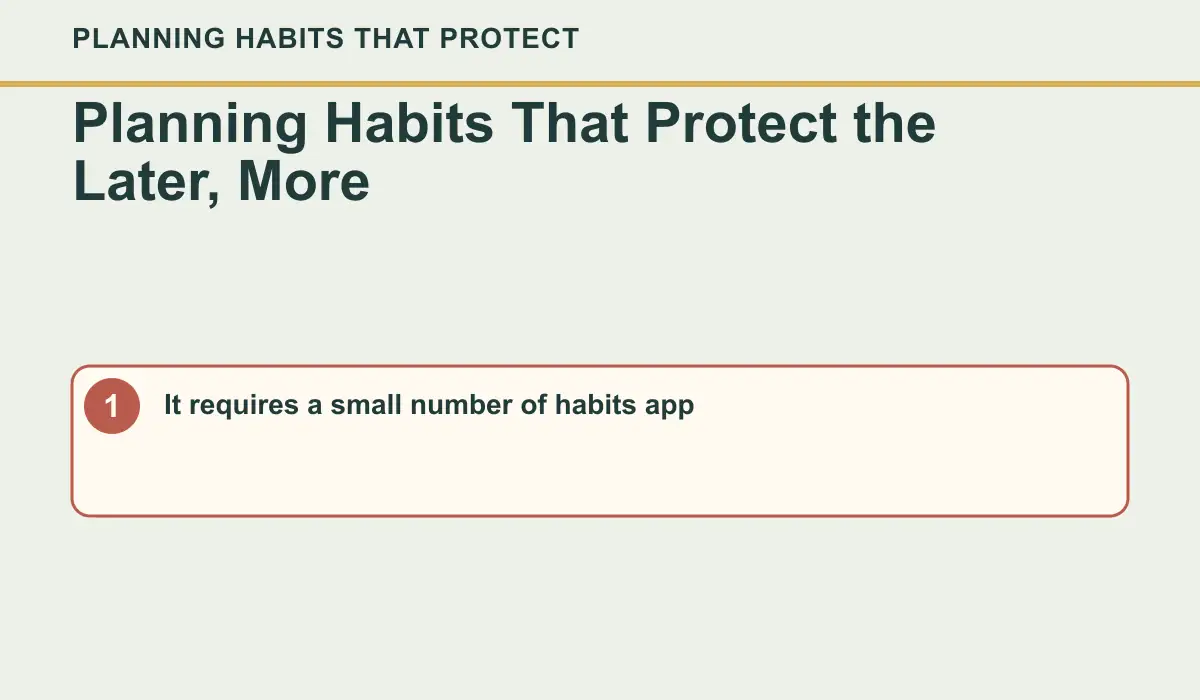 PLANNING HABITS THAT PROTECT
Planning Habits That Protect the
Later, More
1
It requires a small number of habits app